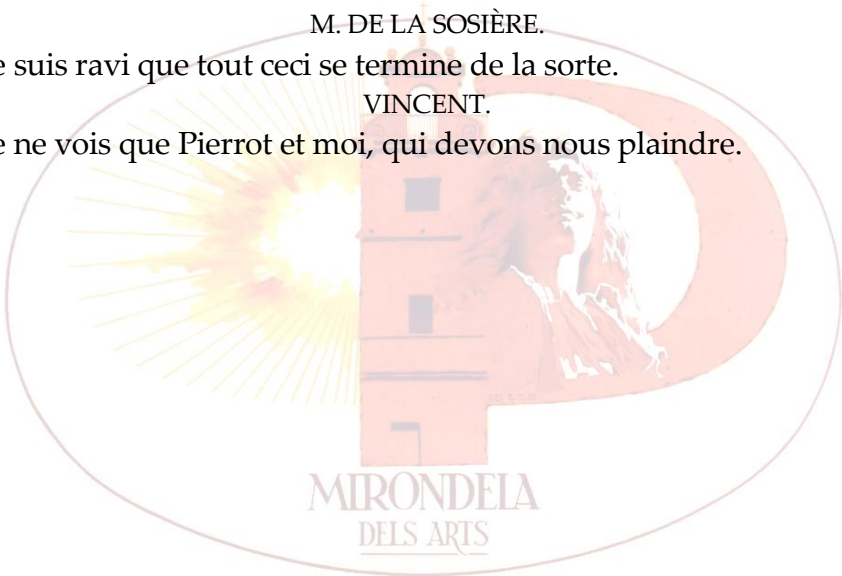 M. DE LA SOSIÈRE.
e suis ravi que tout ceci se termine de la sorte.
VINCENT.
e ne vois que Pierrot et moi, qui devons nous plaindre.
MIRONDELA
DELS ARTS